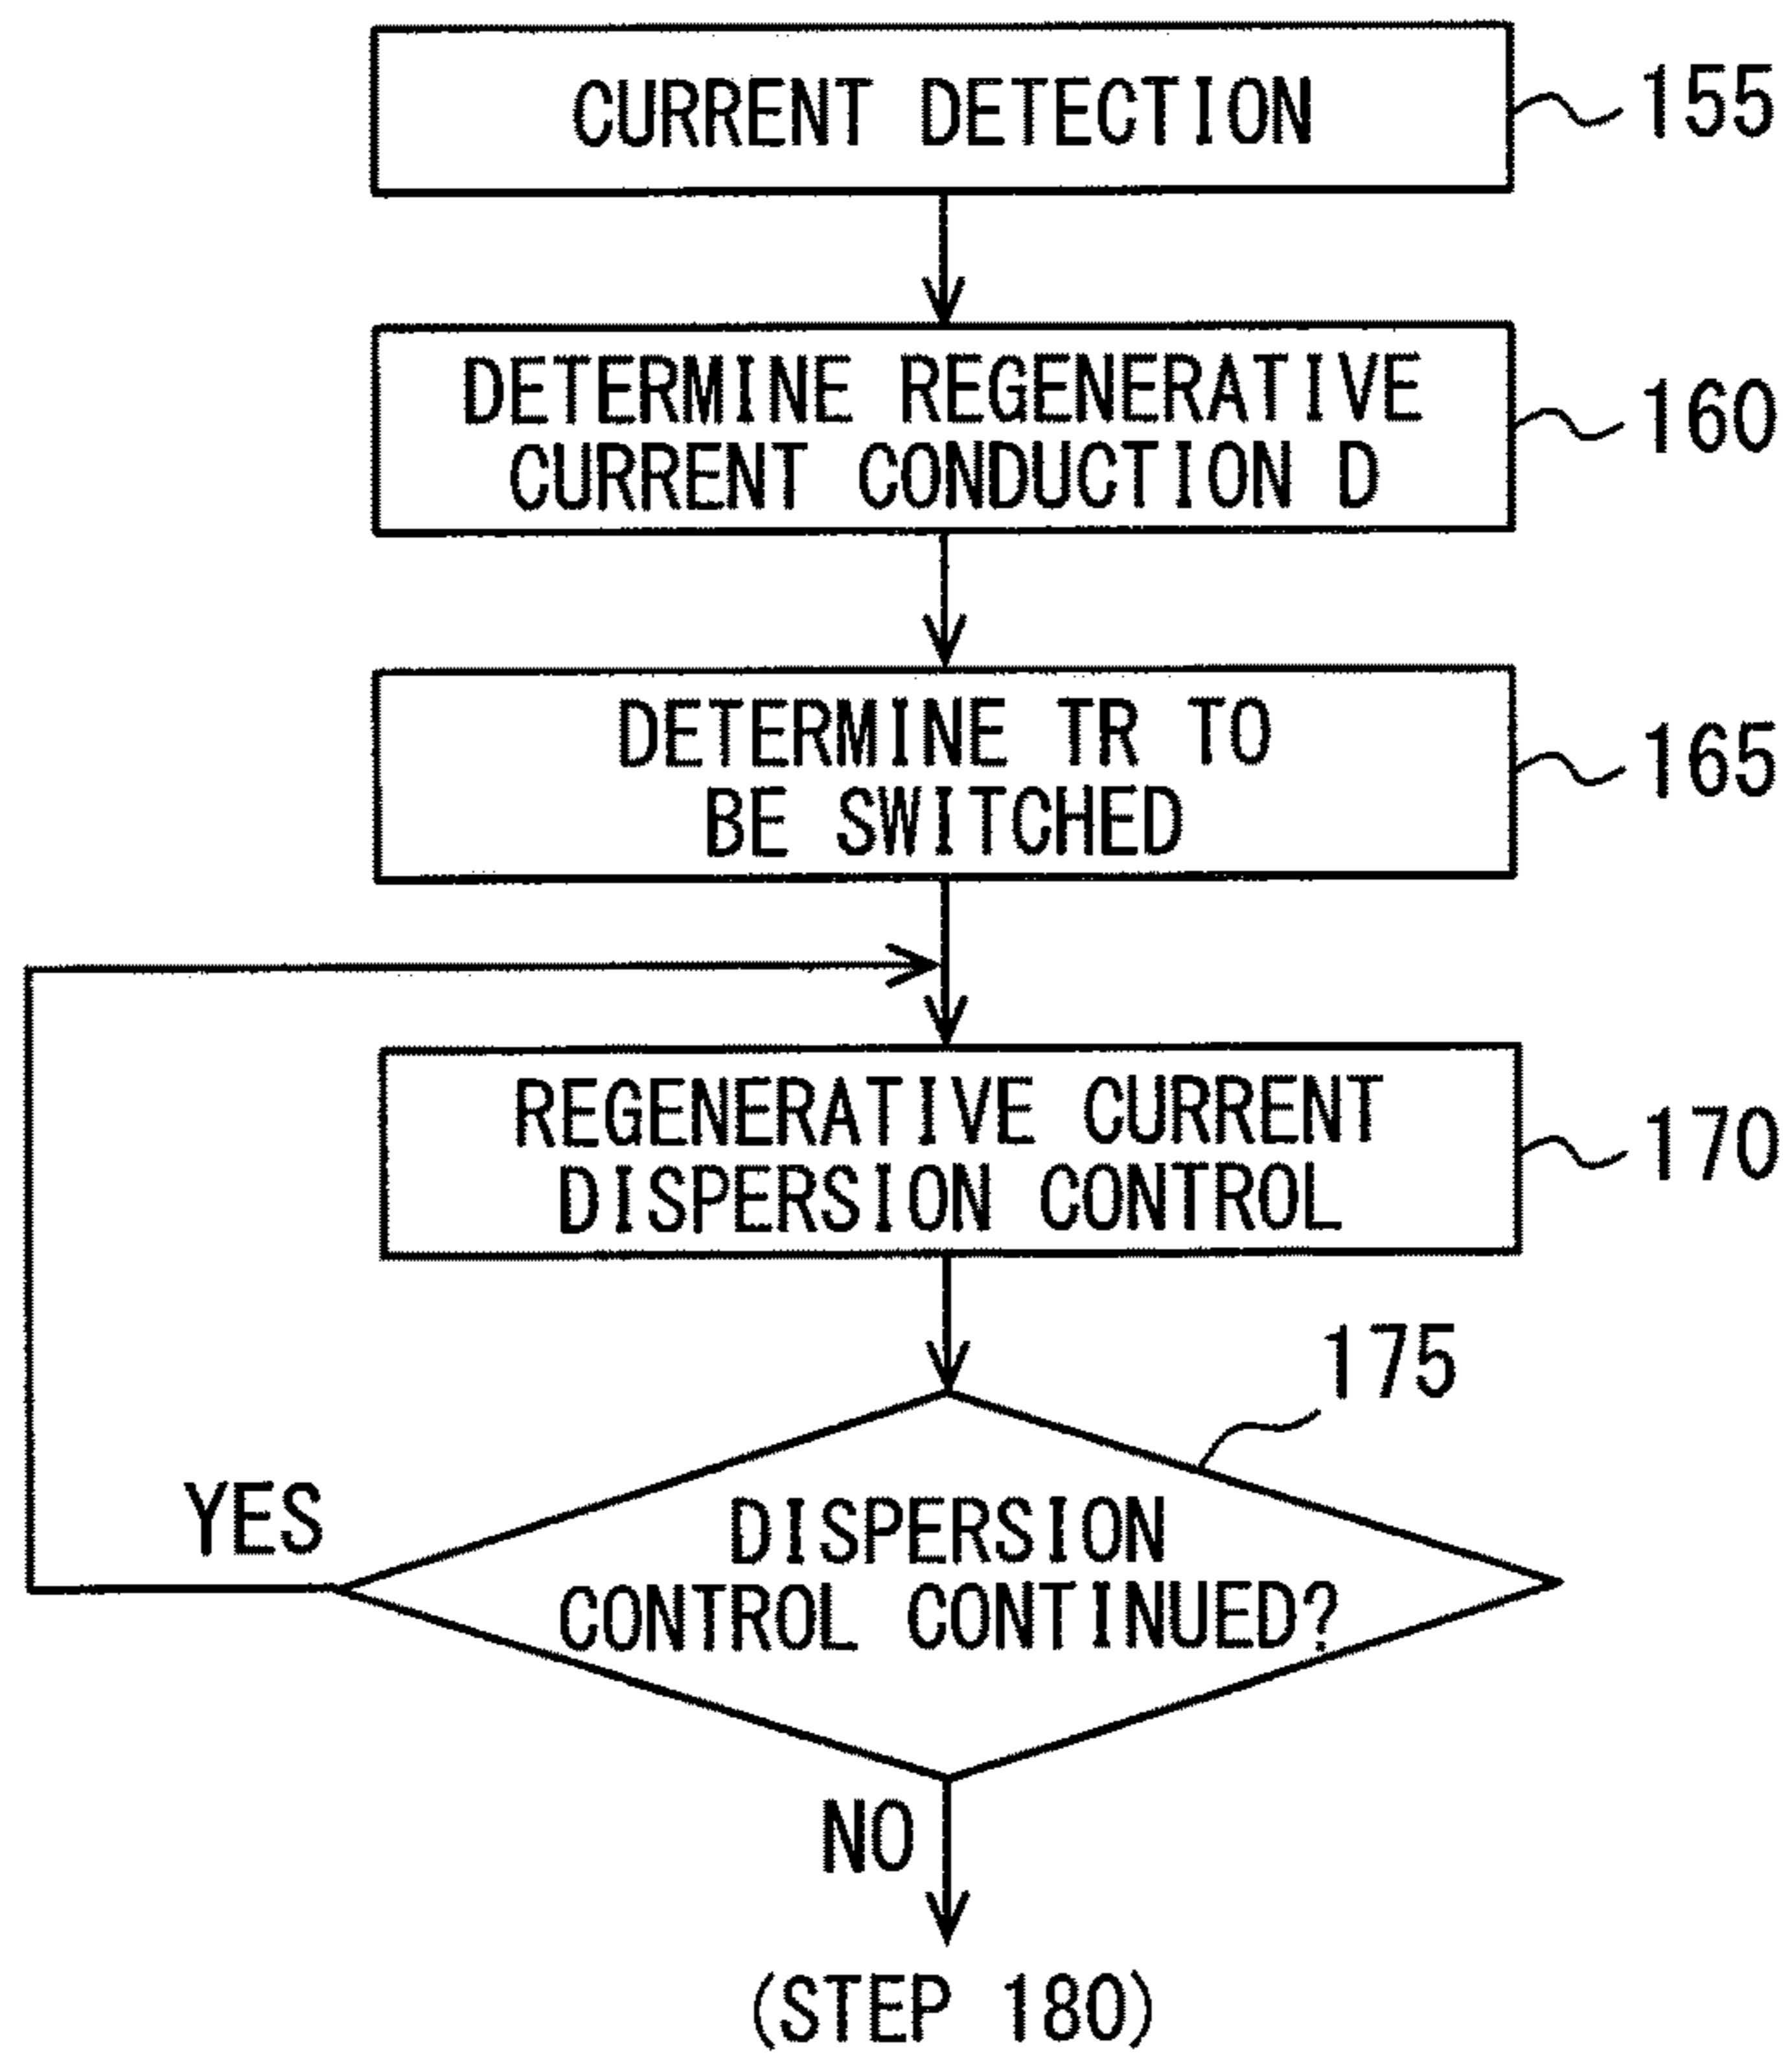 CURRENT DETECTION
155
DETERMINE REGENERATIVE
CURRENT CONDUCTION D
160
DETERMINE TR TO
BE SWITCHED
165
REGENERATIVE CURRENT
DISPERSION CONTROL
170
175
YES
DISPERSION
CONTROL CONTINUED?
NO
(STEP 180)